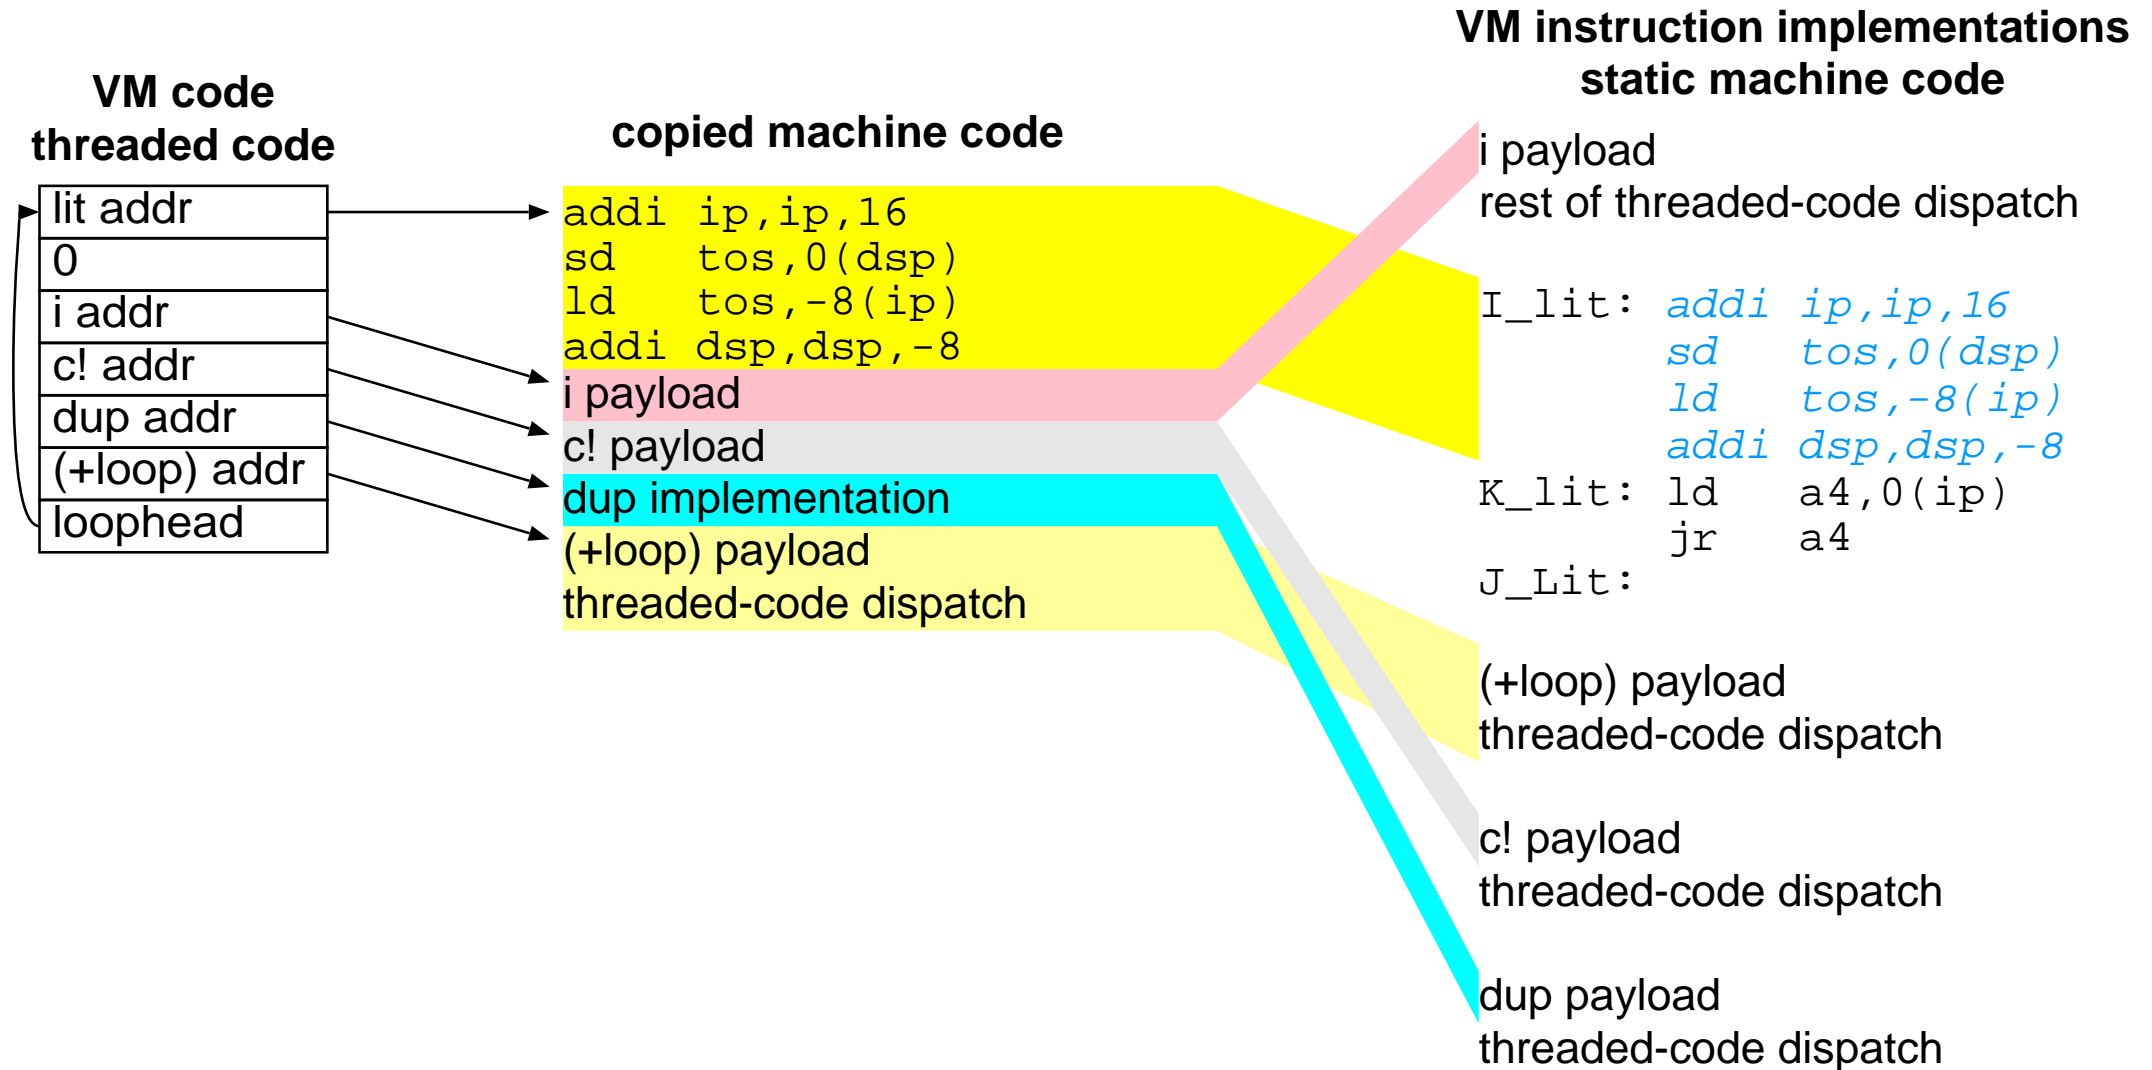 VM code
threaded code
lit addr
0
i addr
c! addr
dup addr
(+loop) addr
loophead
copied machine code
addi ip,ip,16
sd tos,0(dsp)
ld tos,-8(ip)
addi dsp,dsp,-8
i payload
c! payload
dup implementation
(+loop) payload
threaded-code dispatch
VM instruction implementations
static machine code
i payload
rest of threaded-code dispatch
I_lit: addi ip,ip,16
sd tos,0(dsp)
ld tos,-8(ip)
addi dsp,dsp,-8
K_lit: ld a4,0(ip)
jr a4
J_Lit:
(+loop) payload
threaded-code dispatch
c! payload
threaded-code dispatch
dup payload
threaded-code dispatch